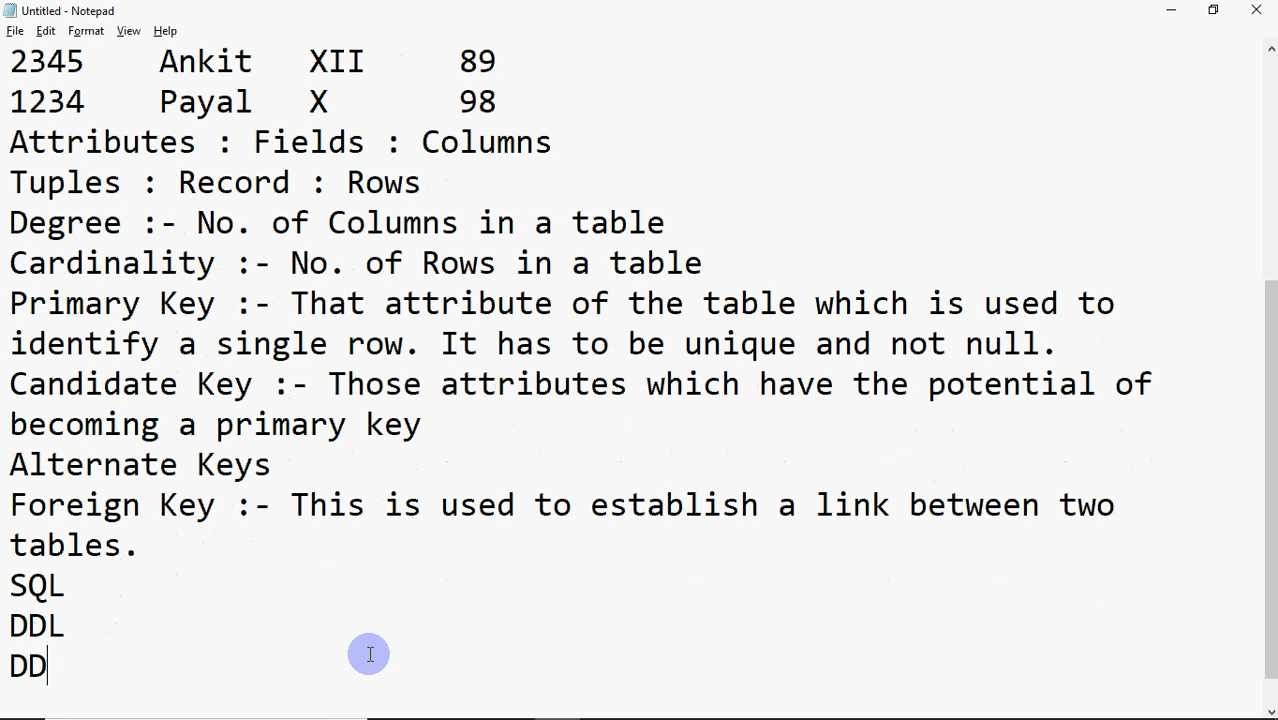 Untitled - Notepad
File Edit Format View Help
2345 Ankit XII 89
1234 Payal X 98
Attributes : Fields : Columns
Tuples : Record : Rows
Degree :- No. of Columns in a table
Cardinality :- No. of Rows in a table
Primary Key :- That attribute of the table which is used to
identify a single row. It has to be unique and not null.
Candidate Key :- Those attributes which have the potential of
becoming a primary key
Alternate Keys
Foreign Key :- This is used to establish a link between two
tables.
SQL
DDL
DD